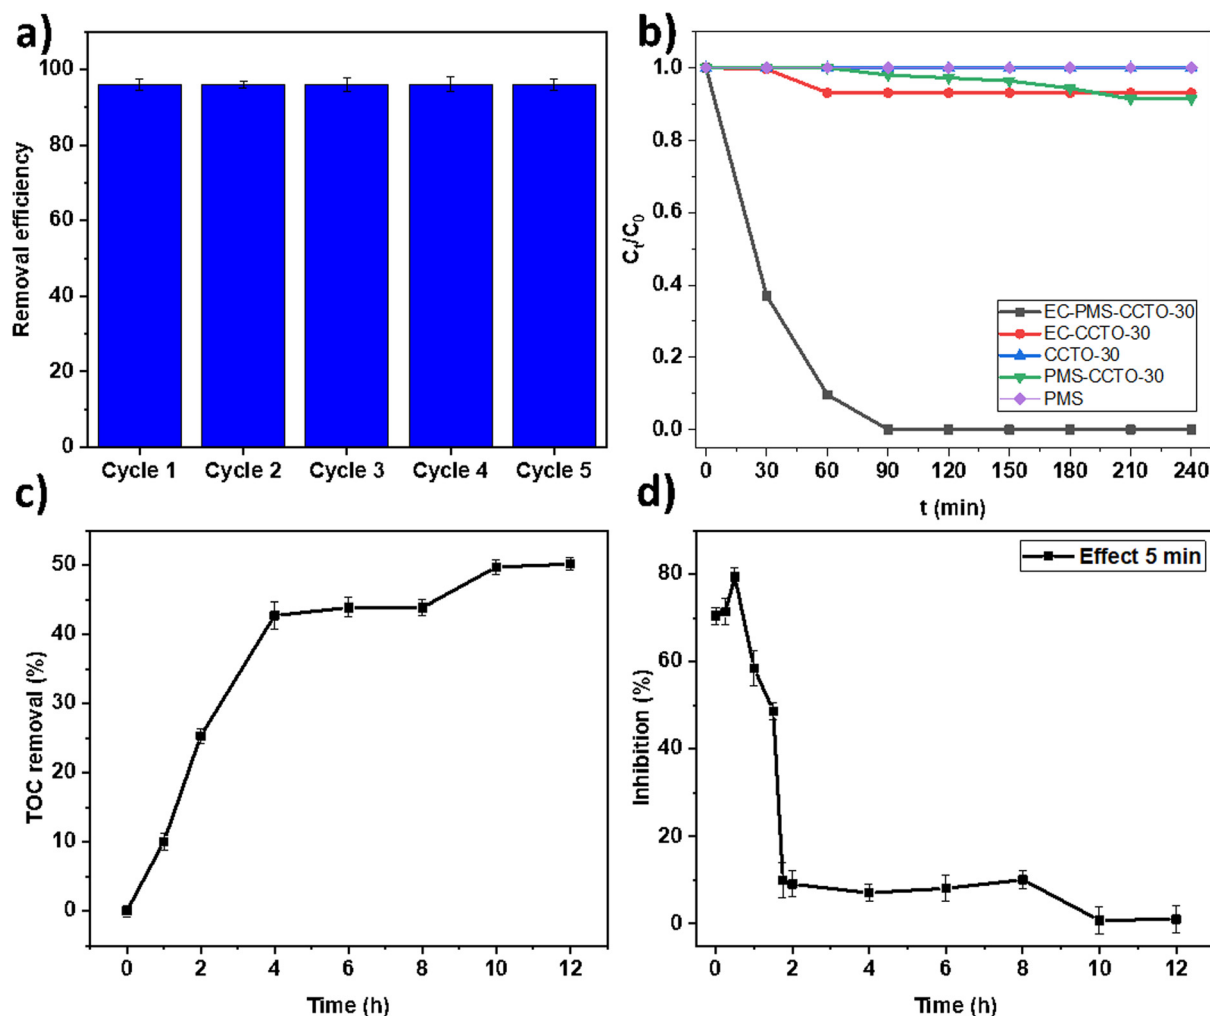 a)
Removal efficiency
100
80
60
40
20
0
Cycle 1 Cycle 2 Cycle 3 Cycle 4 Cycle 5
b)
Ct/C0
1.0
0.8
0.6
0.4
0.2
0.0
EC-PMS-CCTO-30
EC-CCTO-30
CCTO-30
PMS-CCTO-30
PMS
0 30 60 90 120 150 180 210 240
t (min)
c)
TOC removal (%)
50
40
30
20
10
0
0 2 4 6 8 10 12
Time (h)
d)
Effect 5 min
Inhibition (%)
80
60
40
20
0
0 2 4 6 8 10 12
Time (h)